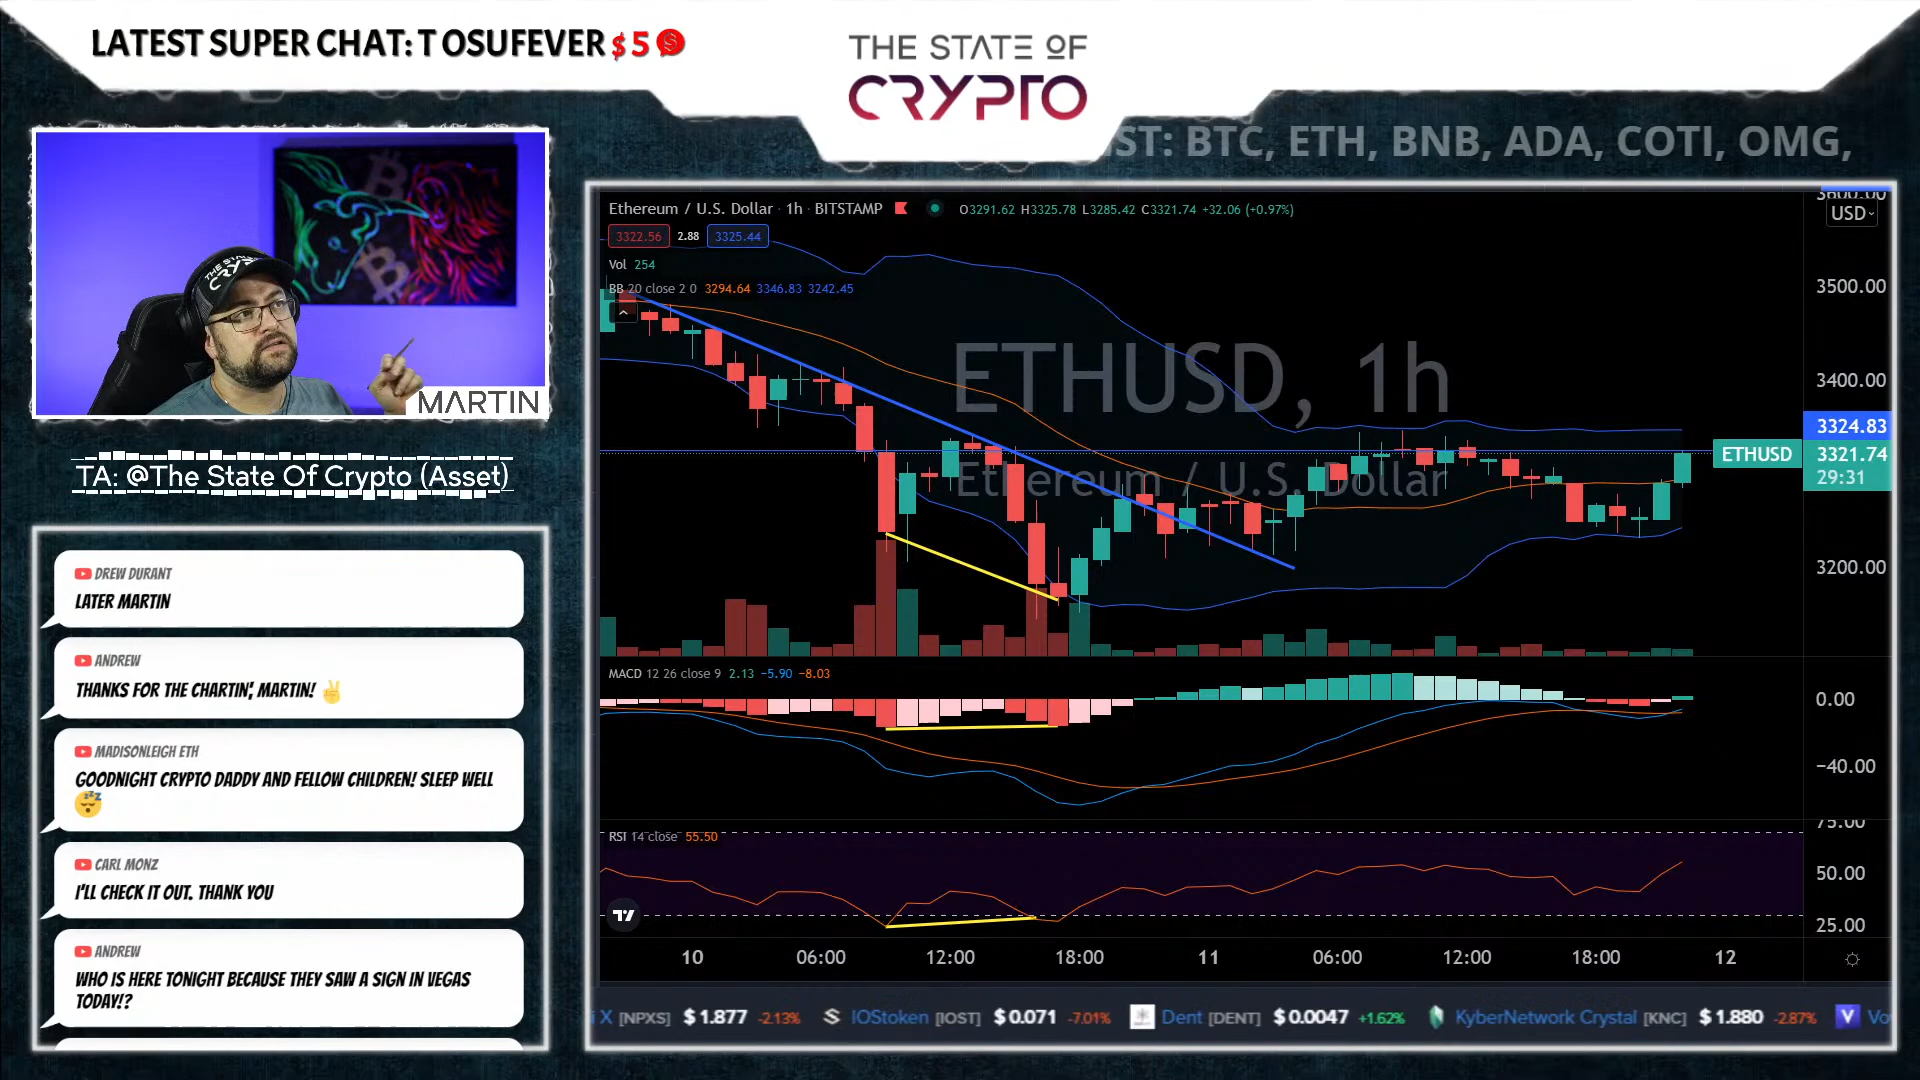 LATEST SUPER CHAT: T OSUFEVER $5
THE STATE OF
CRYPTO
ST: BTC, ETH, BNB, ADA, COTI, OMG,
THE STATE
CRYP
MARTIN
TA: @The State Of Crypto (Asset)
DREW DURANT
LATER MARTIN
ANDREW
THANKS FOR THE CHARTIN', MARTIN! ✌
MADISONLEIGH ETH
GOODNIGHT CRYPTO DADDY AND FELLOW CHILDREN! SLEEP WELL
😴
CARL MONZ
I'LL CHECK IT OUT. THANK YOU
ANDREW
WHO IS HERE TONIGHT BECAUSE THEY SAW A SIGN IN VEGAS
TODAY!?
Ethereum / U.S. Dollar · 1h · BITSTAMP O3291.62 H3325.78 L3285.42 C3321.74 +32.06 (+0.97%)
3322.56 2.88 3325.44
Vol 254
BB 20 close 2 0 3294.64 3346.83 3242.45
ETHUSD, 1h
Ethereum / U.S. Dollar
3600.00
USD
3500.00
3400.00
3324.83
ETHUSD 3321.74
29:31
3200.00
MACD 12 26 close 9 2.13 −5.90 −8.03
0.00
−40.00
RSI 14 close 55.50
75.00
50.00
25.00
10 06:00 12:00 18:00 11 06:00 12:00 18:00 12
i X [NPXS] $ 1.877 -2.13% IOStoken [IOST] $ 0.071 -7.01% Dent [DENT] $ 0.0047 +1.62% KyberNetwork Crystal [KNC] $ 1.880 -2.87% Vo